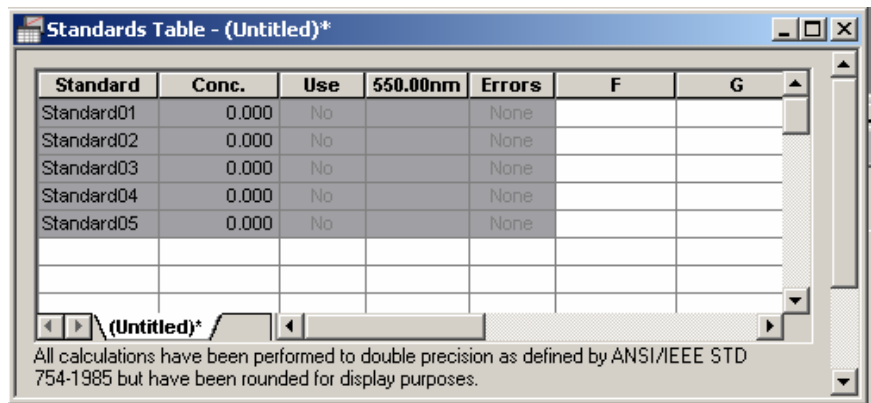 Standards Table - (Untitled)*
Standard Conc. Use 550.00nm Errors F G
Standard01 0.000 No None
Standard02 0.000 No None
Standard03 0.000 No None
Standard04 0.000 No None
Standard05 0.000 No None
(Untitled)*
All calculations have been performed to double precision as defined by ANSI/IEEE STD
754-1985 but have been rounded for display purposes.